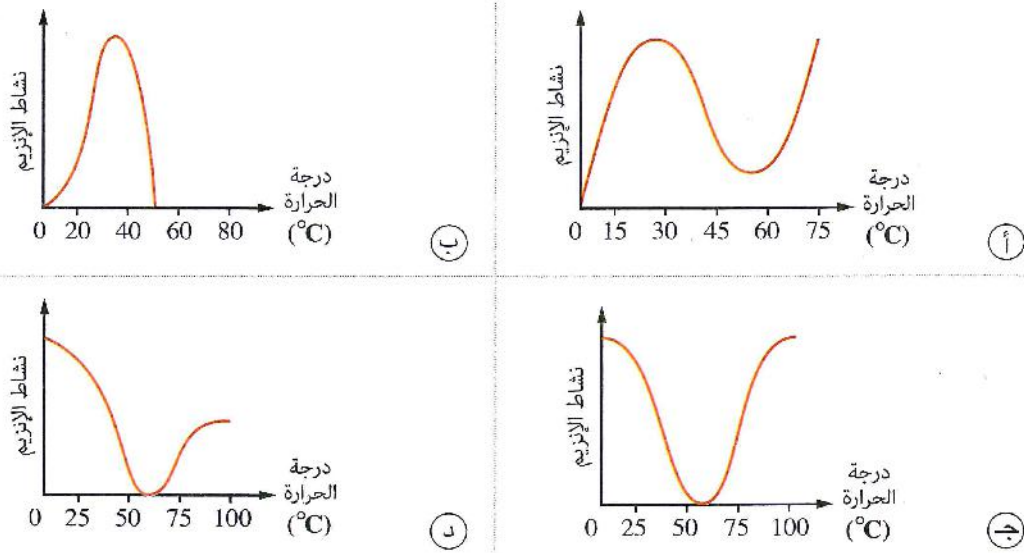 نشاط الإنزيم
درجة
الحرارة
(°C)
0 15 30 45 60 75
أ
نشاط الإنزيم
درجة
الحرارة
(°C)
0 20 40 60 80
ب
نشاط الإنزيم
درجة
الحرارة
(°C)
0 25 50 75 100
جـ
نشاط الإنزيم
درجة
الحرارة
(°C)
0 25 50 75 100
د